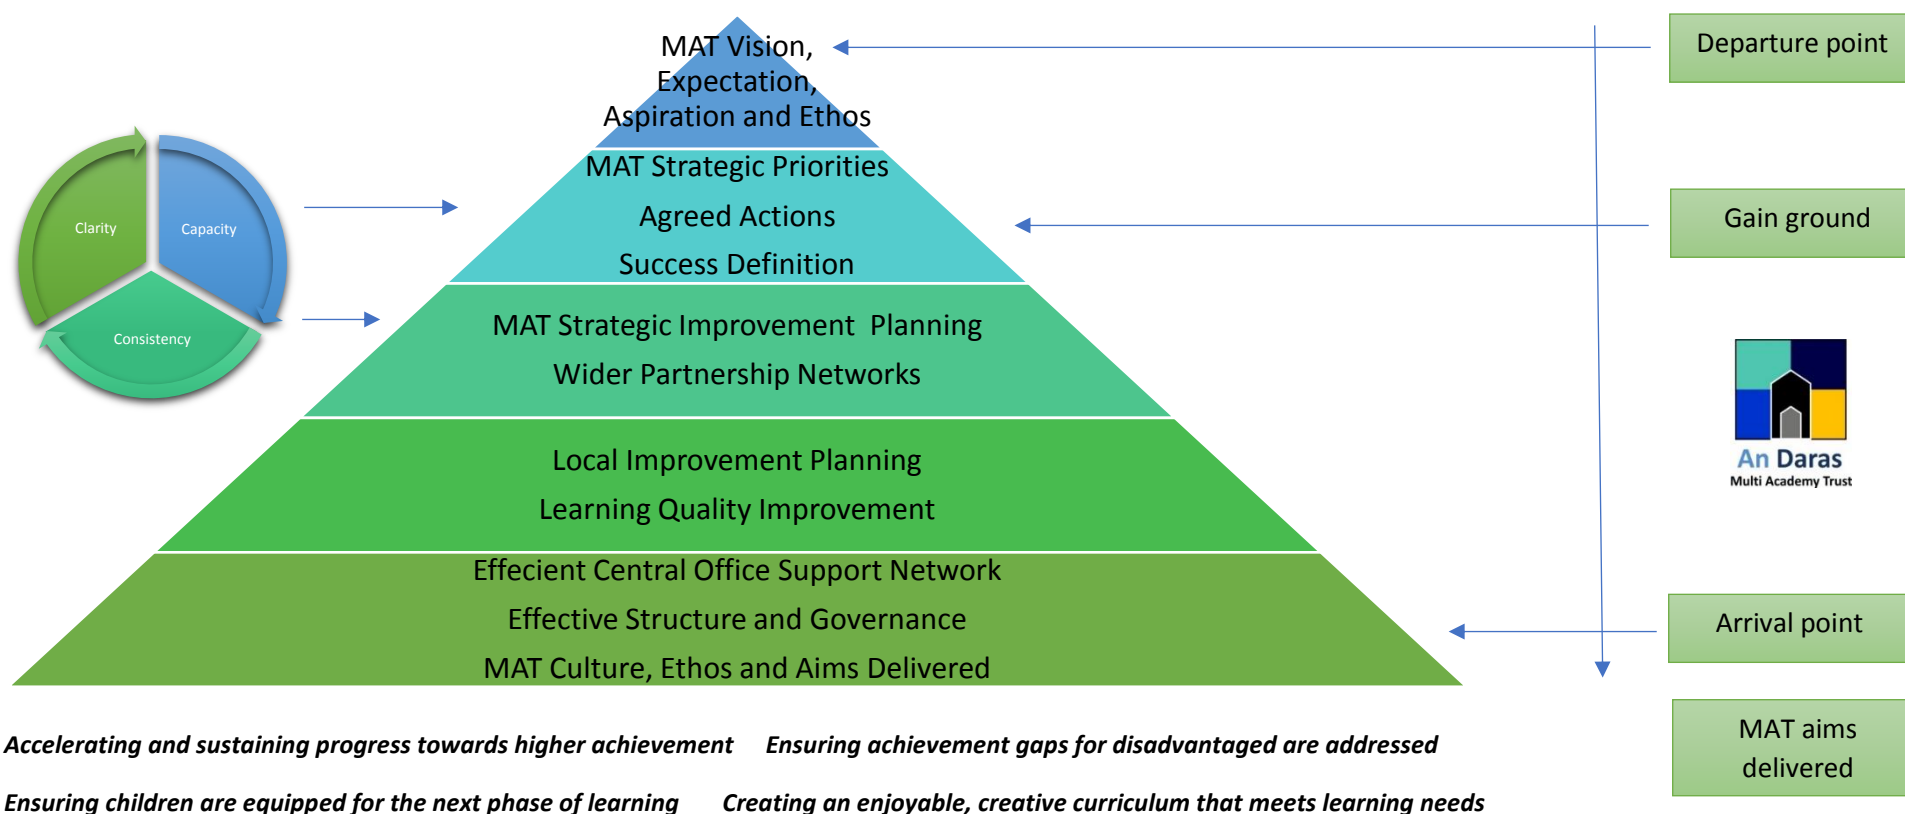 MAT Vision,
Expectation,
Aspiration and Ethos
MAT Strategic Priorities
Agreed Actions
Success Definition
MAT Strategic Improvement  Planning
Wider Partnership Networks
Local Improvement Planning
Learning Quality Improvement
Effecient Central Office Support Network
Effective Structure and Governance
MAT Culture, Ethos and Aims Delivered
Clarity
Capacity
Consistency
Departure point
Gain ground
An Daras
Multi Academy Trust
Arrival point
MAT aims
delivered
Accelerating and sustaining progress towards higher achievement
Ensuring achievement gaps for disadvantaged are addressed
Ensuring children are equipped for the next phase of learning
Creating an enjoyable, creative curriculum that meets learning needs